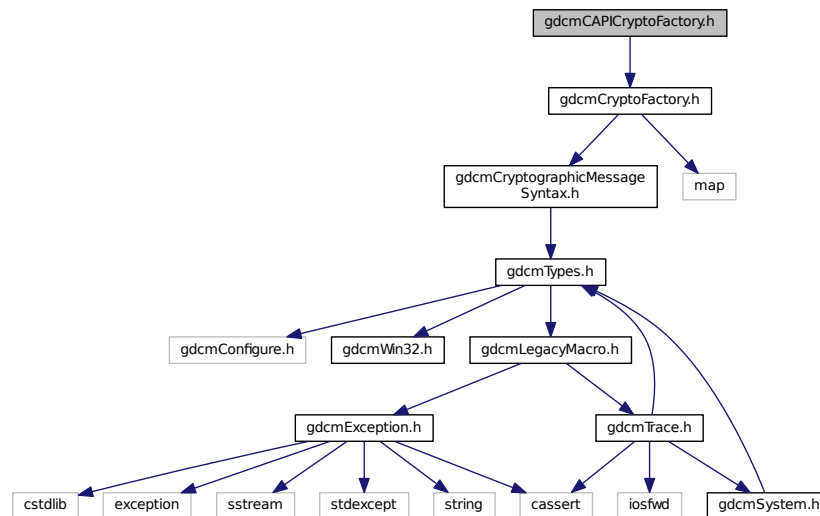 gdcmCAPICryptoFactory.h
gdcmCryptoFactory.h
gdcmCryptographicMessage
Syntax.h
map
gdcmTypes.h
gdcmConfigure.h
gdcmWin32.h
gdcmLegacyMacro.h
gdcmException.h
gdcmTrace.h
cstdlib
exception
sstream
stdexcept
string
cassert
iosfwd
gdcmSystem.h